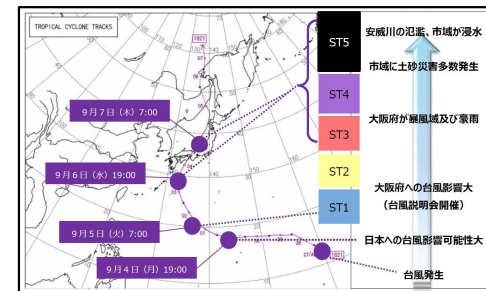 TROPICAL CYCLONE TRACKS
1821
ST5
ST4
ST3
ST2
ST1
安威川の氾濫、市域が浸水
市域に土砂災害多数発生
大阪府が暴風域及び豪雨
大阪府への台風影響大
（台風説明会開催）
日本への台風影響可能性大
台風発生
9月7日（木）7:00
9月6日（水）19:00
9月5日（火）7:00
9月4日（月）19:00
1821
140
150